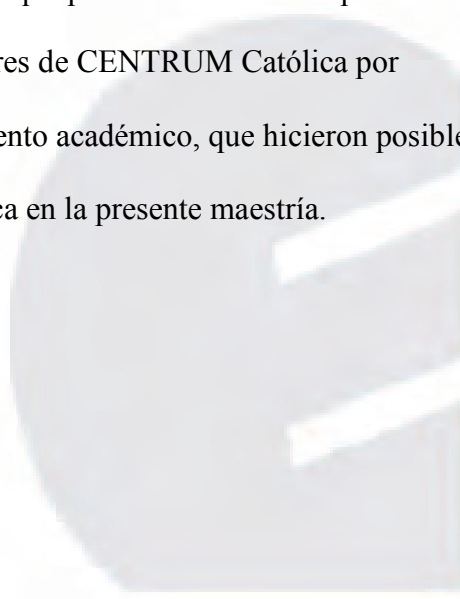 res de CENTRUM Católica por
ento académico, que hicieron posible
ca en la presente maestría.